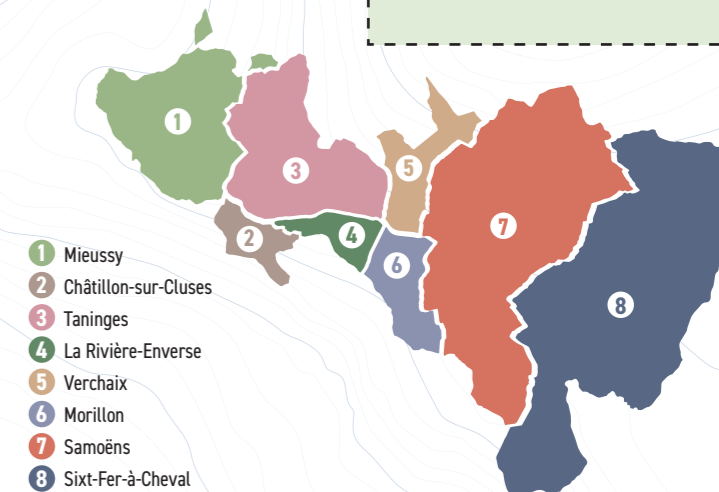 1
3
5
2
4
7
6
8
1 Mieussy
2 Châtillon-sur-Cluses
3 Taninges
4 La Rivière-Enverse
5 Verchaix
6 Morillon
7 Samoëns
8 Sixt-Fer-à-Cheval